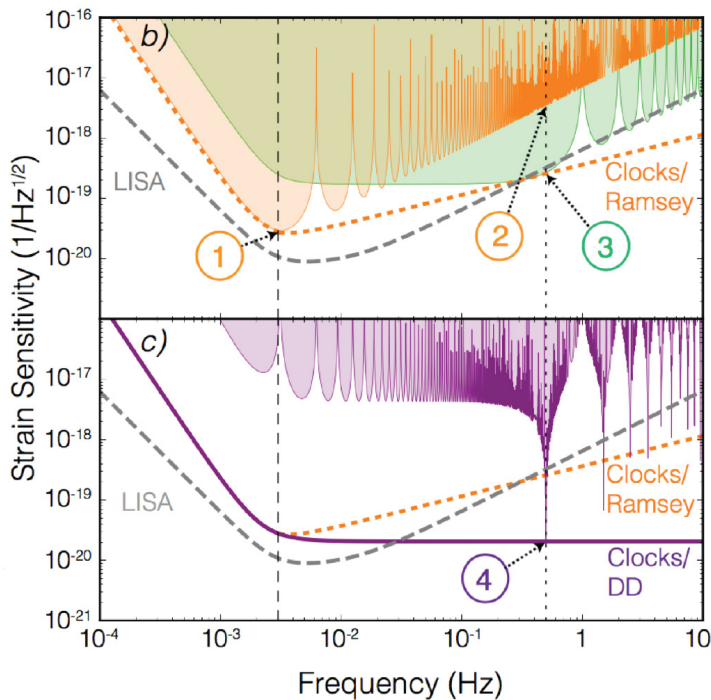 10⁻¹⁶
b)
10⁻¹⁷
10⁻¹⁸
LISA
10⁻¹⁹
Clocks/
Ramsey
10⁻²⁰
1
2
3
c)
10⁻¹⁷
10⁻¹⁸
10⁻¹⁹
LISA
Clocks/
Ramsey
10⁻²⁰
4
Clocks/
DD
10⁻²¹
Strain Sensitivity (1/Hz^1/2)
10⁻⁴
10⁻³
10⁻²
10⁻¹
1
10
Frequency (Hz)